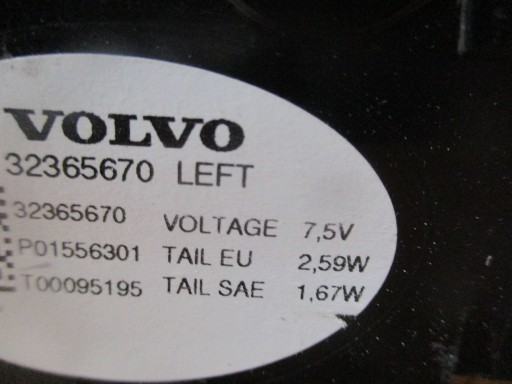 VOLVO
32365670 LEFT
32365670 VOLTAGE 7,5V
P01556301 TAIL EU 2,59W
T00095195 TAIL SAE 1,67W